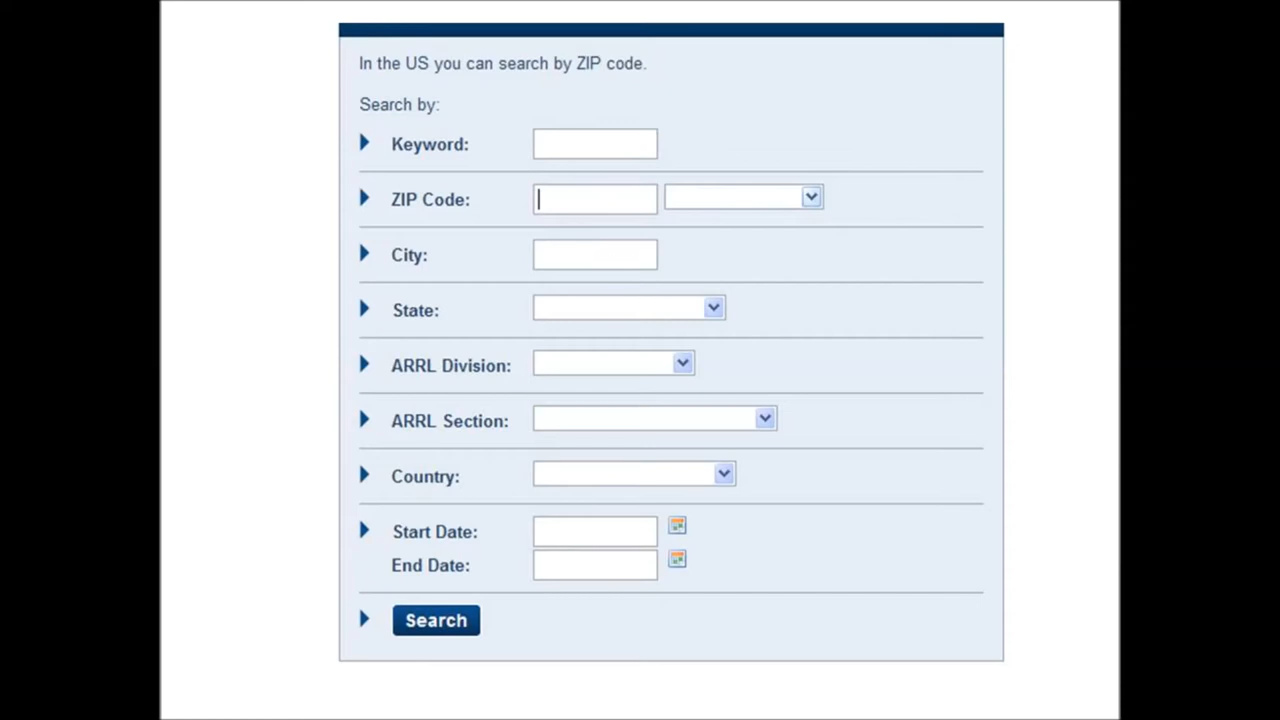 In the US you can search by ZIP code.
Search by:
Keyword:
ZIP Code:
City:
State:
ARRL Division:
ARRL Section:
Country:
Start Date:
End Date:
Search